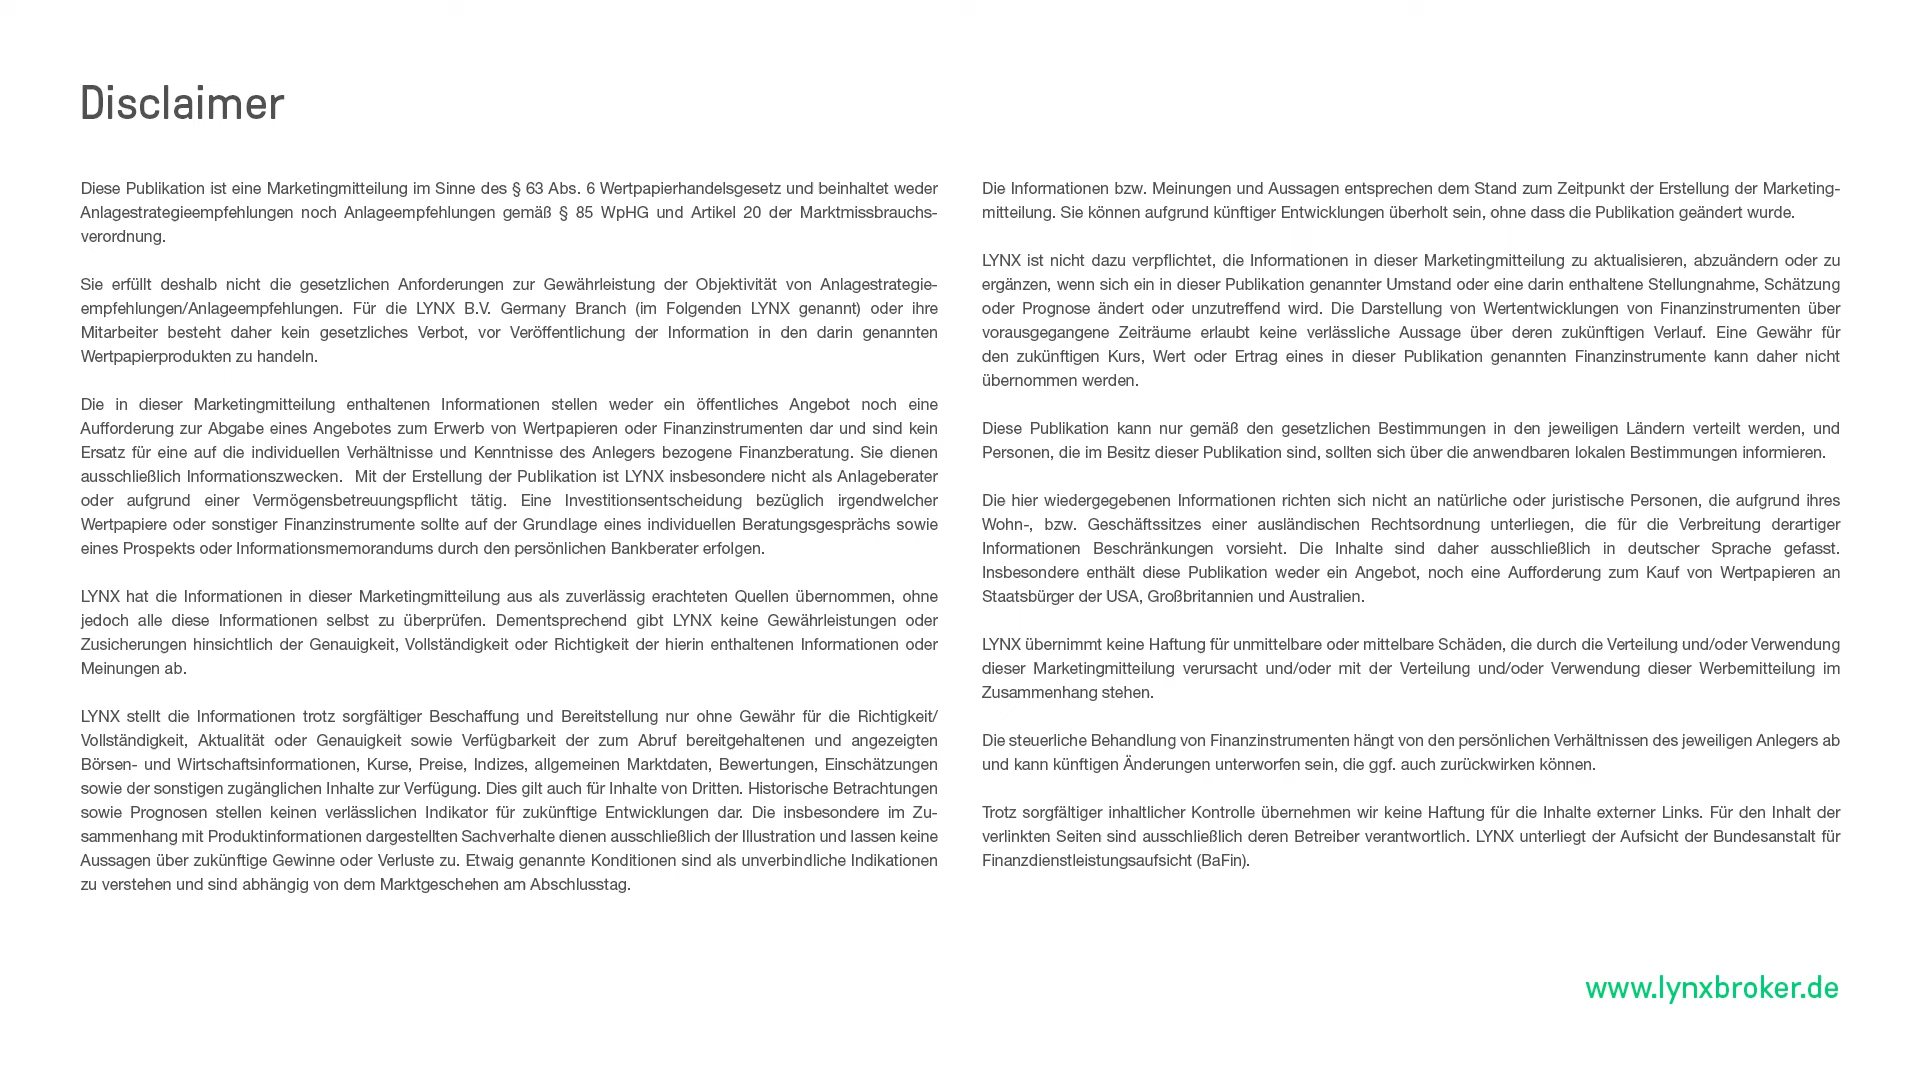 Disclaimer
Diese Publikation ist eine Marketingmitteilung im Sinne des § 63 Abs. 6 Wertpapierhandelsgesetz und beinhaltet weder
Anlagestrategieempfehlungen noch Anlageempfehlungen gemäß § 85 WpHG und Artikel 20 der Marktmissbrauchs-
verordnung.
Sie erfüllt deshalb nicht die gesetzlichen Anforderungen zur Gewährleistung der Objektivität von Anlagestrategie-
empfehlungen/Anlageempfehlungen. Für die LYNX B.V. Germany Branch (im Folgenden LYNX genannt) oder ihre
Mitarbeiter besteht daher kein gesetzliches Verbot, vor Veröffentlichung der Information in den darin genannten
Wertpapierprodukten zu handeln.
Die in dieser Marketingmitteilung enthaltenen Informationen stellen weder ein öffentliches Angebot noch eine
Aufforderung zur Abgabe eines Angebotes zum Erwerb von Wertpapieren oder Finanzinstrumenten dar und sind kein
Ersatz für eine auf die individuellen Verhältnisse und Kenntnisse des Anlegers bezogene Finanzberatung. Sie dienen
ausschließlich Informationszwecken. Mit der Erstellung der Publikation ist LYNX insbesondere nicht als Anlageberater
oder aufgrund einer Vermögensbetreuungspflicht tätig. Eine Investitionsentscheidung bezüglich irgendwelcher
Wertpapiere oder sonstiger Finanzinstrumente sollte auf der Grundlage eines individuellen Beratungsgesprächs sowie
eines Prospekts oder Informationsmemorandums durch den persönlichen Bankberater erfolgen.
LYNX hat die Informationen in dieser Marketingmitteilung aus als zuverlässig erachteten Quellen übernommen, ohne
jedoch alle diese Informationen selbst zu überprüfen. Dementsprechend gibt LYNX keine Gewährleistungen oder
Zusicherungen hinsichtlich der Genauigkeit, Vollständigkeit oder Richtigkeit der hierin enthaltenen Informationen oder
Meinungen ab.
LYNX stellt die Informationen trotz sorgfältiger Beschaffung und Bereitstellung nur ohne Gewähr für die Richtigkeit/
Vollständigkeit, Aktualität oder Genauigkeit sowie Verfügbarkeit der zum Abruf bereitgehaltenen und angezeigten
Börsen- und Wirtschaftsinformationen, Kurse, Preise, Indizes, allgemeinen Marktdaten, Bewertungen, Einschätzungen
sowie der sonstigen zugänglichen Inhalte zur Verfügung. Dies gilt auch für Inhalte von Dritten. Historische Betrachtungen
sowie Prognosen stellen keinen verlässlichen Indikator für zukünftige Entwicklungen dar. Die insbesondere im Zu-
sammenhang mit Produktinformationen dargestellten Sachverhalte dienen ausschließlich der Illustration und lassen keine
Aussagen über zukünftige Gewinne oder Verluste zu. Etwaig genannte Konditionen sind als unverbindliche Indikationen
zu verstehen und sind abhängig von dem Marktgeschehen am Abschlusstag.
Die Informationen bzw. Meinungen und Aussagen entsprechen dem Stand zum Zeitpunkt der Erstellung der Marketing-
mitteilung. Sie können aufgrund künftiger Entwicklungen überholt sein, ohne dass die Publikation geändert wurde.
LYNX ist nicht dazu verpflichtet, die Informationen in dieser Marketingmitteilung zu aktualisieren, abzuändern oder zu
ergänzen, wenn sich ein in dieser Publikation genannter Umstand oder eine darin enthaltene Stellungnahme, Schätzung
oder Prognose ändert oder unzutreffend wird. Die Darstellung von Wertentwicklungen von Finanzinstrumenten über
vorausgegangene Zeiträume erlaubt keine verlässliche Aussage über deren zukünftigen Verlauf. Eine Gewähr für
den zukünftigen Kurs, Wert oder Ertrag eines in dieser Publikation genannten Finanzinstrumente kann daher nicht
übernommen werden.
Diese Publikation kann nur gemäß den gesetzlichen Bestimmungen in den jeweiligen Ländern verteilt werden, und
Personen, die im Besitz dieser Publikation sind, sollten sich über die anwendbaren lokalen Bestimmungen informieren.
Die hier wiedergegebenen Informationen richten sich nicht an natürliche oder juristische Personen, die aufgrund ihres
Wohn-, bzw. Geschäftssitzes einer ausländischen Rechtsordnung unterliegen, die für die Verbreitung derartiger
Informationen Beschränkungen vorsieht. Die Inhalte sind daher ausschließlich in deutscher Sprache gefasst.
Insbesondere enthält diese Publikation weder ein Angebot, noch eine Aufforderung zum Kauf von Wertpapieren an
Staatsbürger der USA, Großbritannien und Australien.
LYNX übernimmt keine Haftung für unmittelbare oder mittelbare Schäden, die durch die Verteilung und/oder Verwendung
dieser Marketingmitteilung verursacht und/oder mit der Verteilung und/oder Verwendung dieser Werbemitteilung im
Zusammenhang stehen.
Die steuerliche Behandlung von Finanzinstrumenten hängt von den persönlichen Verhältnissen des jeweiligen Anlegers ab
und kann künftigen Änderungen unterworfen sein, die ggf. auch zurückwirken können.
Trotz sorgfältiger inhaltlicher Kontrolle übernehmen wir keine Haftung für die Inhalte externer Links. Für den Inhalt der
verlinkten Seiten sind ausschließlich deren Betreiber verantwortlich. LYNX unterliegt der Aufsicht der Bundesanstalt für
Finanzdienstleistungsaufsicht (BaFin).
www.lynxbroker.de